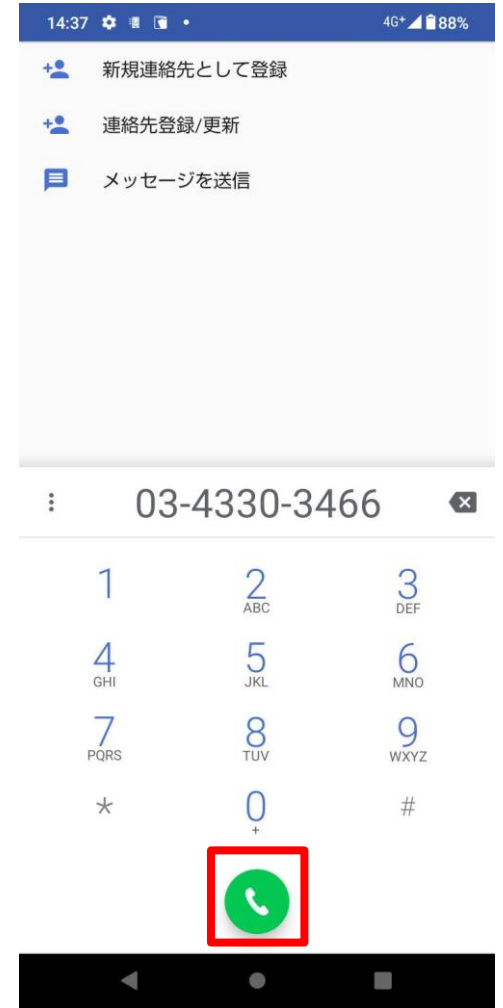 14:37 4G+ 88%
新規連絡先として登録
連絡先登録/更新
メッセージを送信
03-4330-3466
1 2 3
ABC DEF
4 5 6
GHI JKL MNO
7 8 9
PQRS TUV WXYZ
* 0 #
+